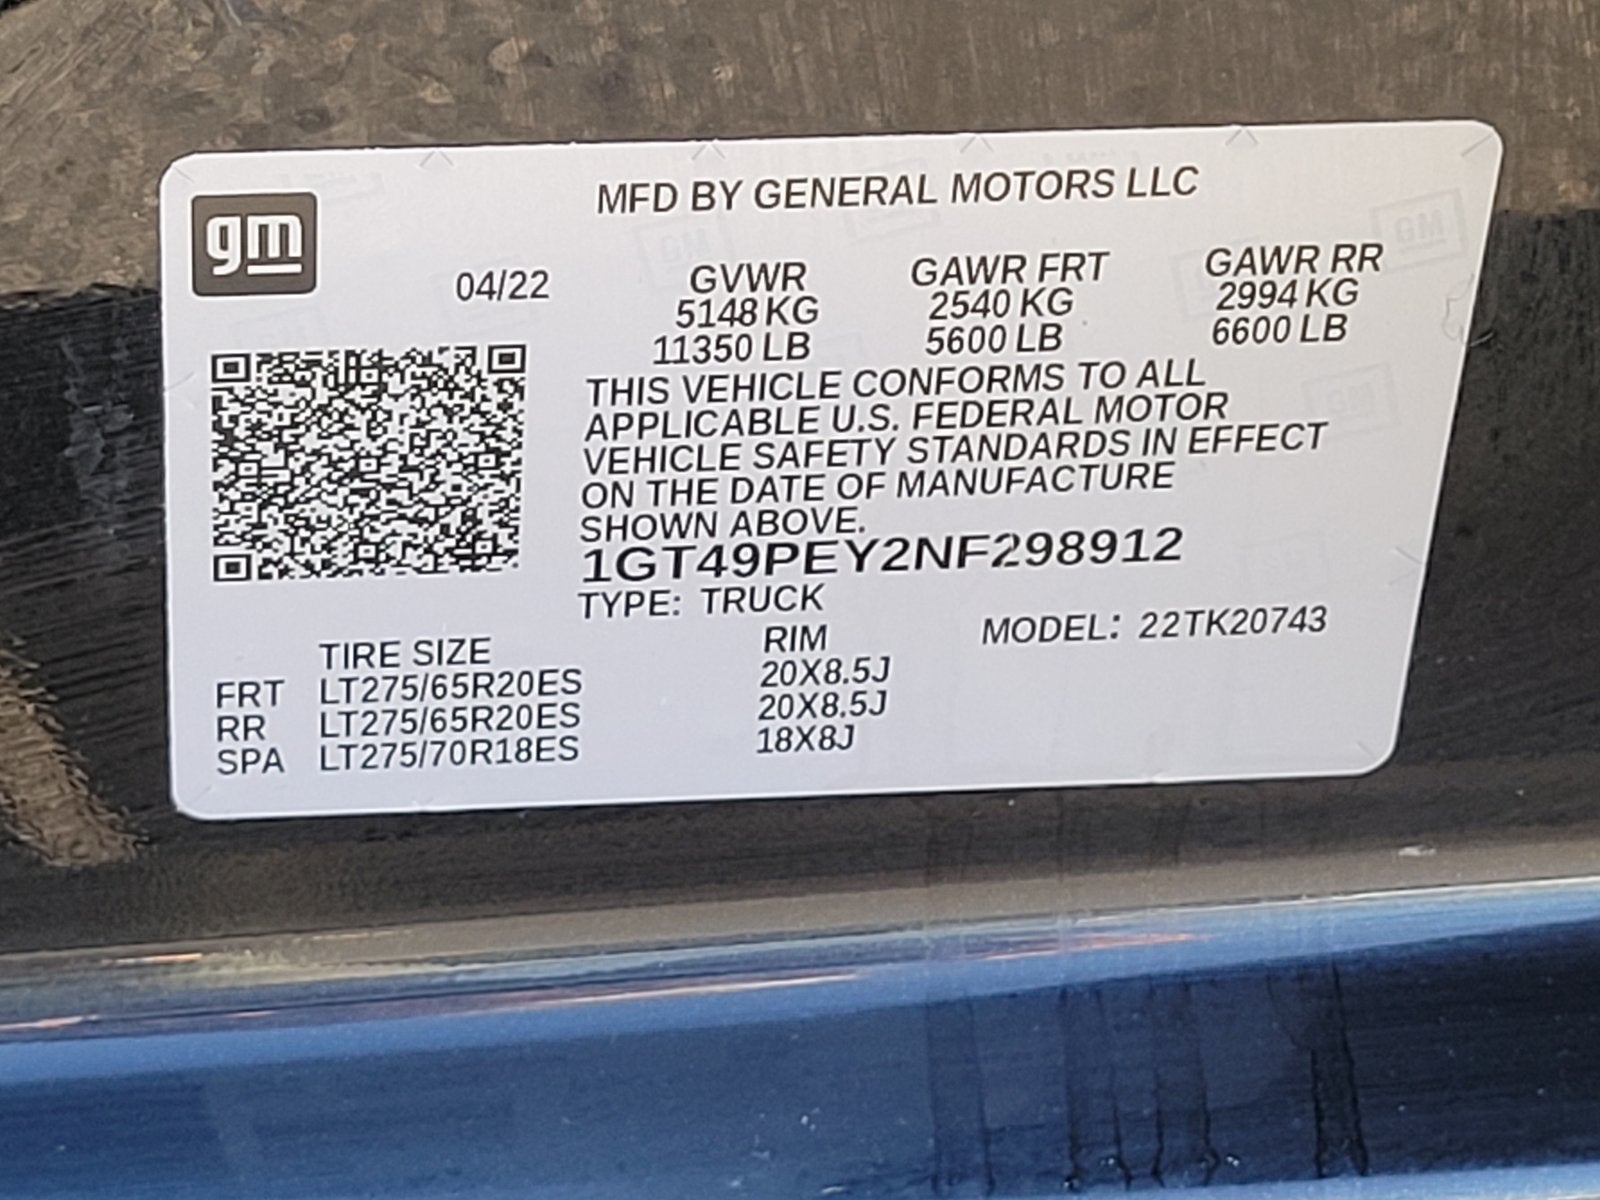 gm
MFD BY GENERAL MOTORS LLC
04/22
GVWR GAWR FRT GAWR RR
5148 KG 2540 KG 2994 KG
11350 LB 5600 LB 6600 LB
THIS VEHICLE CONFORMS TO ALL
APPLICABLE U.S. FEDERAL MOTOR
VEHICLE SAFETY STANDARDS IN EFFECT
ON THE DATE OF MANUFACTURE
SHOWN ABOVE.
1GT49PEY2NF298912
TYPE: TRUCK
MODEL: 22TK20743
TIRE SIZE RIM
FRT LT275/65R20ES 20X8.5J
RR LT275/65R20ES 20X8.5J
SPA LT275/70R18ES 18X8J